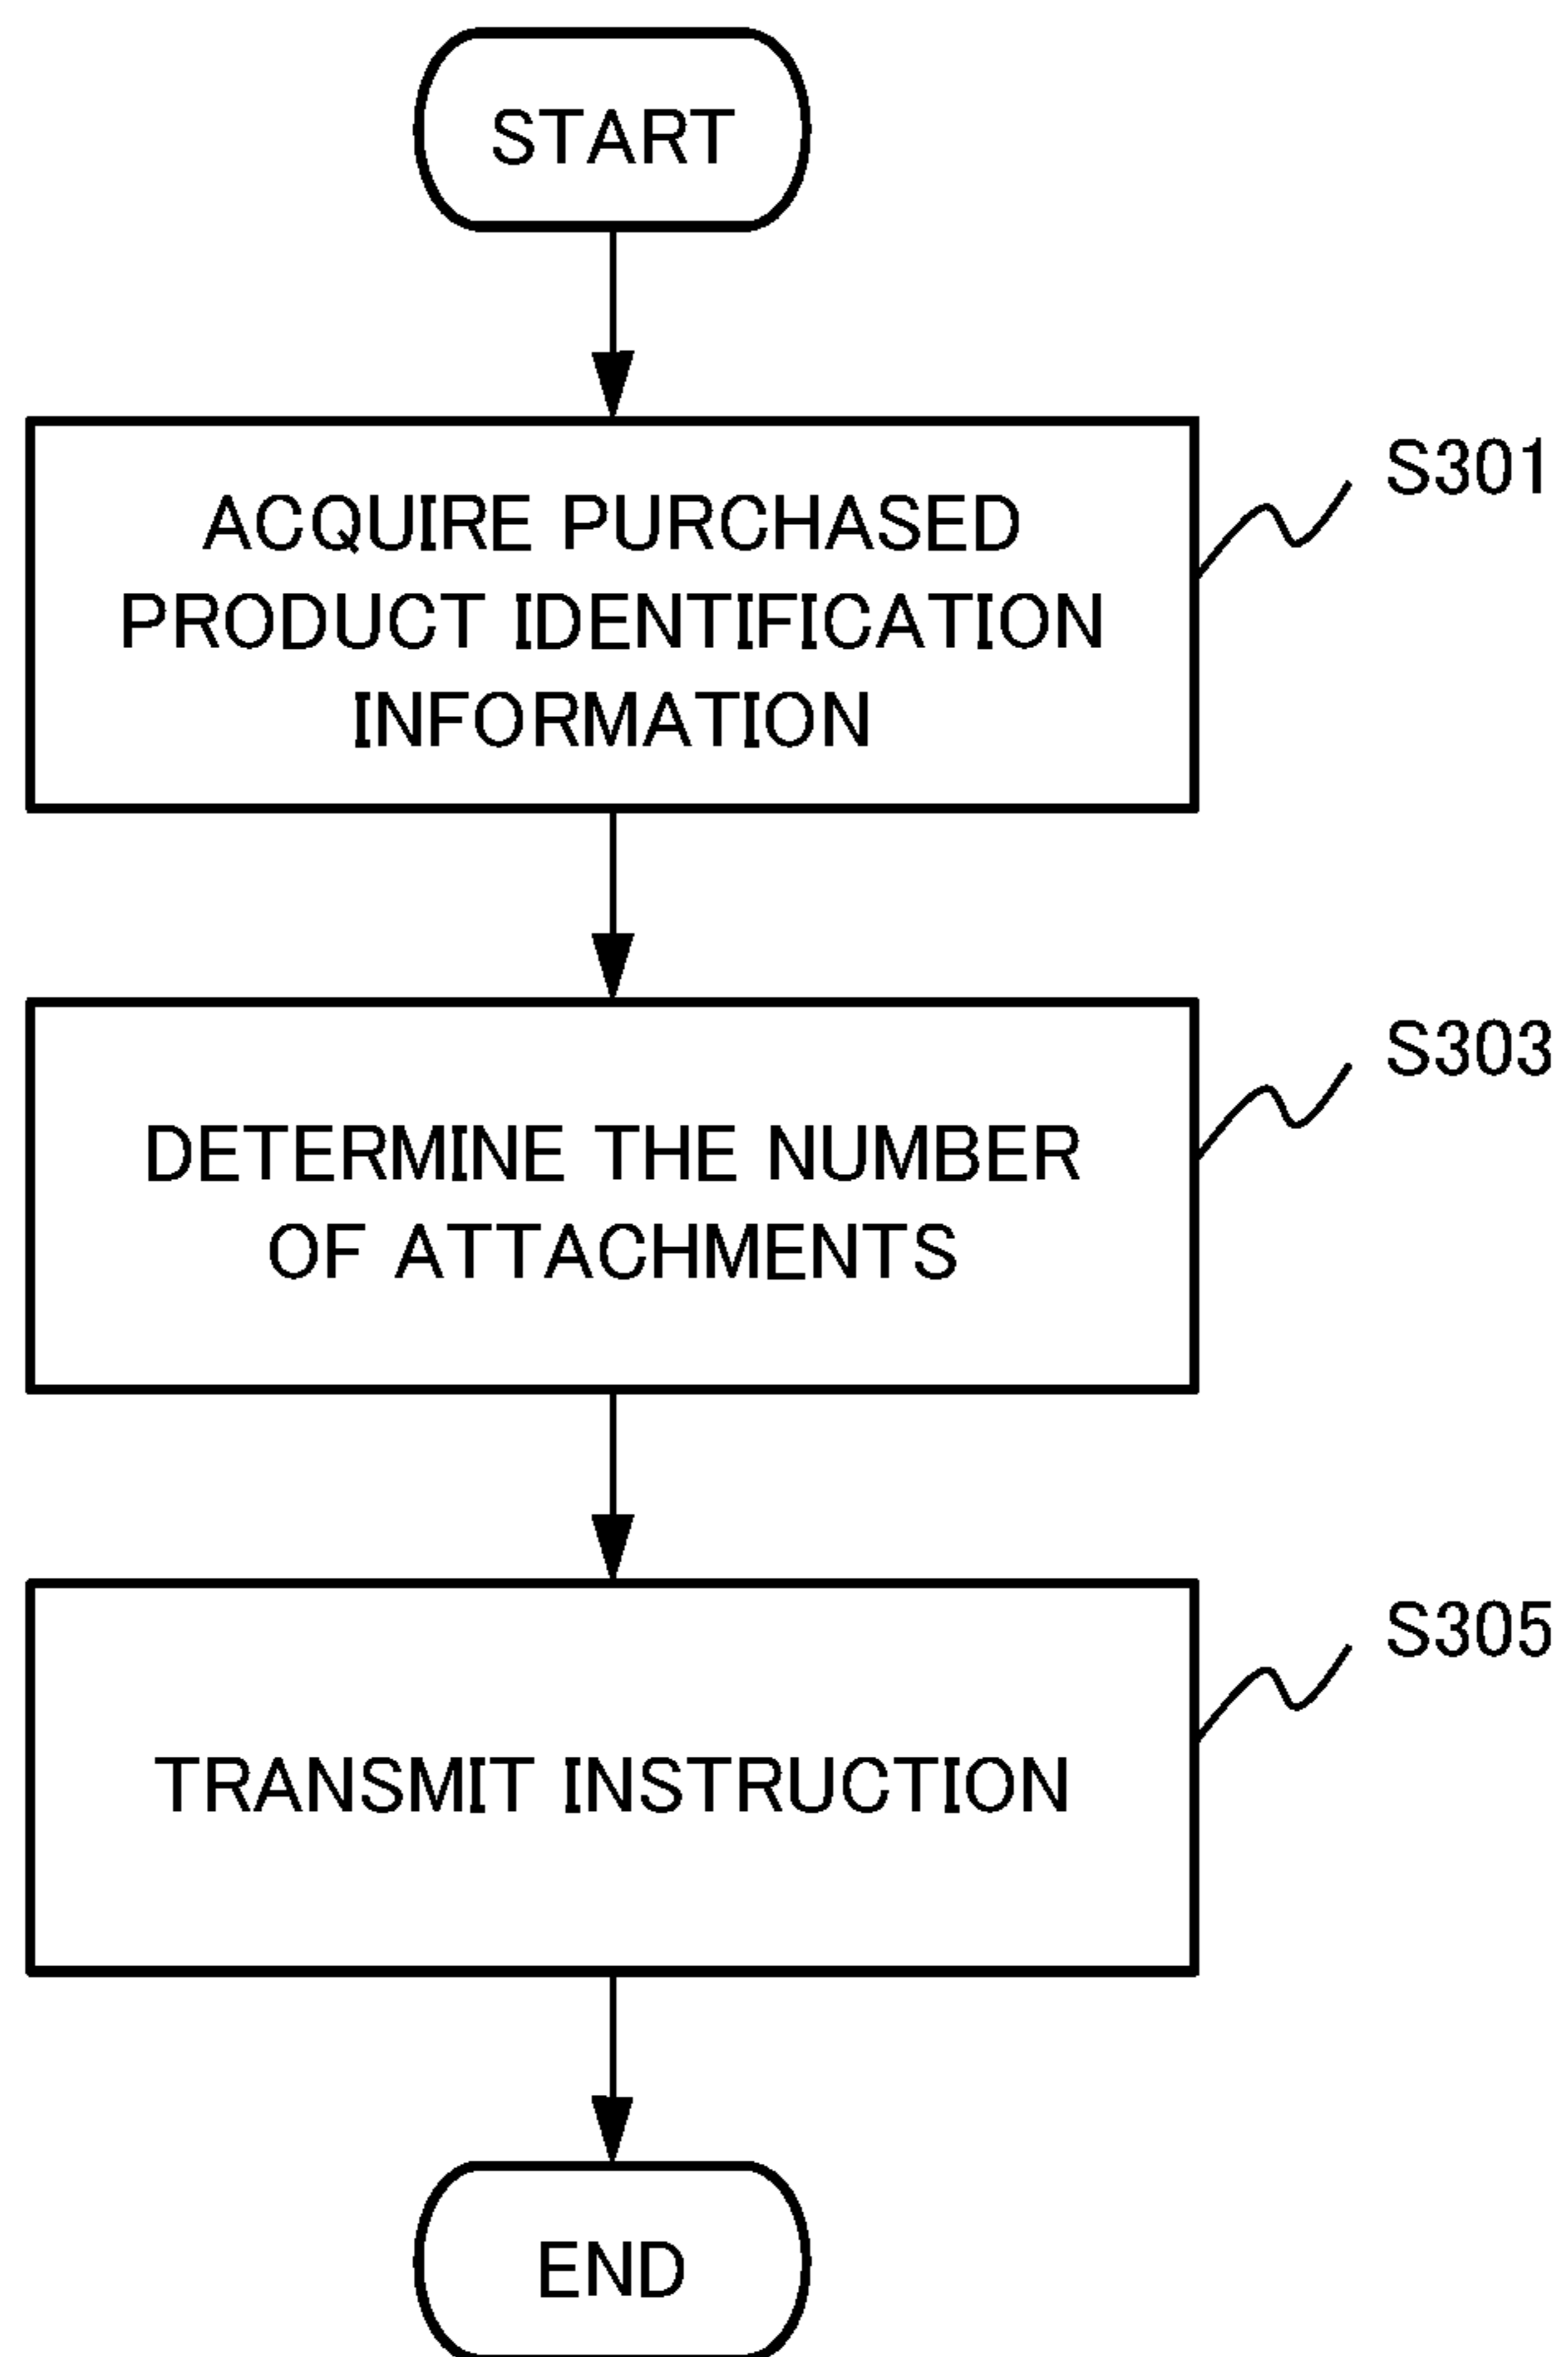 START
ACQUIRE PURCHASED
PRODUCT IDENTIFICATION
INFORMATION
S301
DETERMINE THE NUMBER
OF ATTACHMENTS
S303
TRANSMIT INSTRUCTION
S305
END